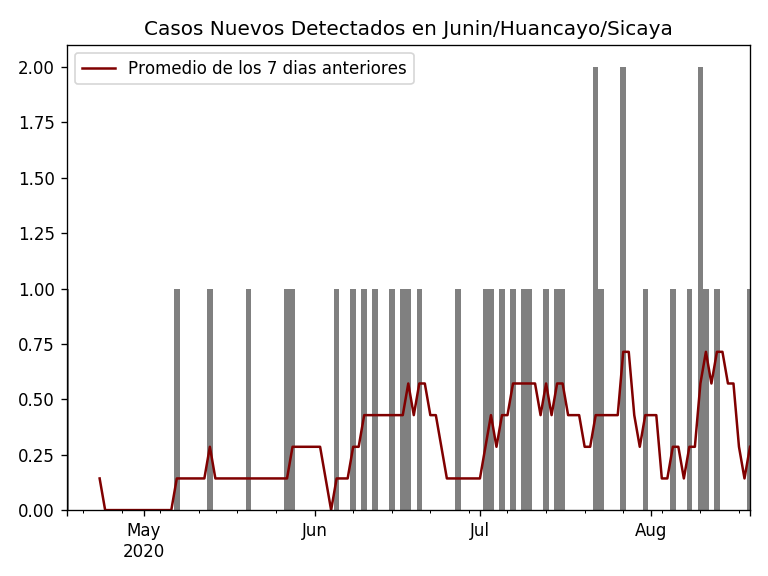 Casos Nuevos Detectados en Junin/Huancayo/Sicaya
Promedio de los 7 dias anteriores
2.00
1.75
1.50
1.25
1.00
0.75
0.50
0.25
0.00
May
2020
Jun
Jul
Aug